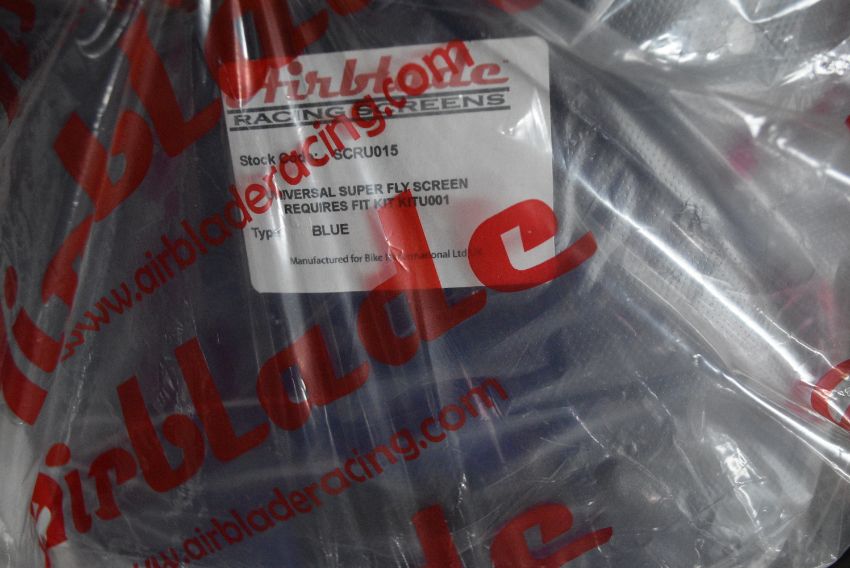 Airblade
RACING SCREENS
Stock Code: SCRU015
UNIVERSAL SUPER FLY SCREEN
REQUIRES FIT KIT KITU001
Type: BLUE
Manufactured for Bike International Ltd
www.airbladeracing.com
Airblade
www.airbladeracing.com